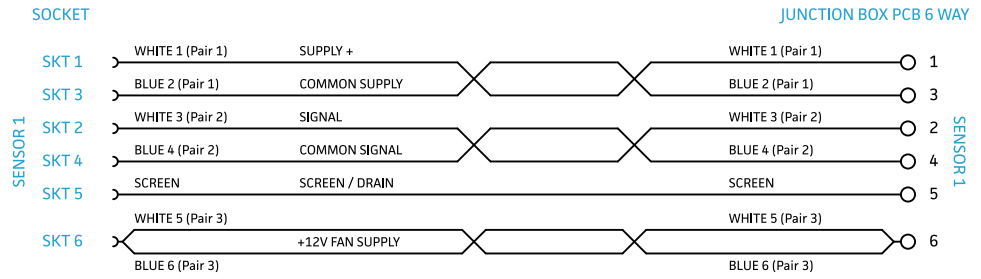 SOCKET JUNCTION BOX PCB 6 WAY
WHITE 1 (Pair 1) SUPPLY + WHITE 1 (Pair 1)
SKT 1 1
BLUE 2 (Pair 1) COMMON SUPPLY BLUE 2 (Pair 1)
SKT 3 3
WHITE 3 (Pair 2) SIGNAL WHITE 3 (Pair 2)
SKT 2 2
BLUE 4 (Pair 2) COMMON SIGNAL BLUE 4 (Pair 2)
SKT 4 4
SCREEN SCREEN / DRAIN SCREEN
SKT 5 5
WHITE 5 (Pair 3) WHITE 5 (Pair 3)
SKT 6 +12V FAN SUPPLY 6
BLUE 6 (Pair 3) BLUE 6 (Pair 3)
SENSOR 1
SENSOR 1